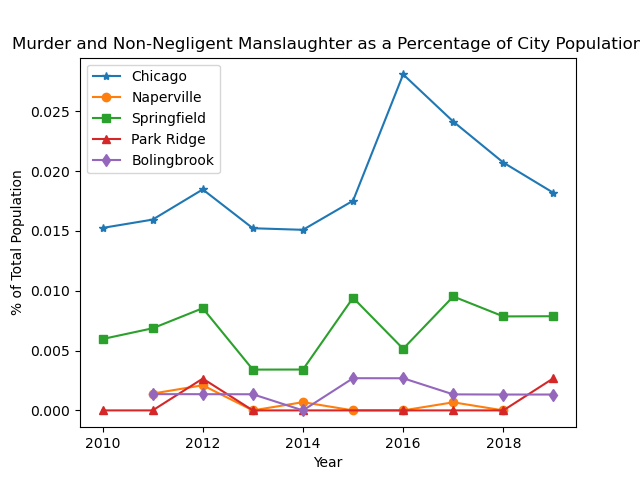 Murder and Non-Negligent Manslaughter as a Percentage of City Population
Chicago
Naperville
Springfield
Park Ridge
Bolingbrook
% of Total Population
0.025
0.020
0.015
0.010
0.005
0.000
2010 2012 2014 2016 2018
Year